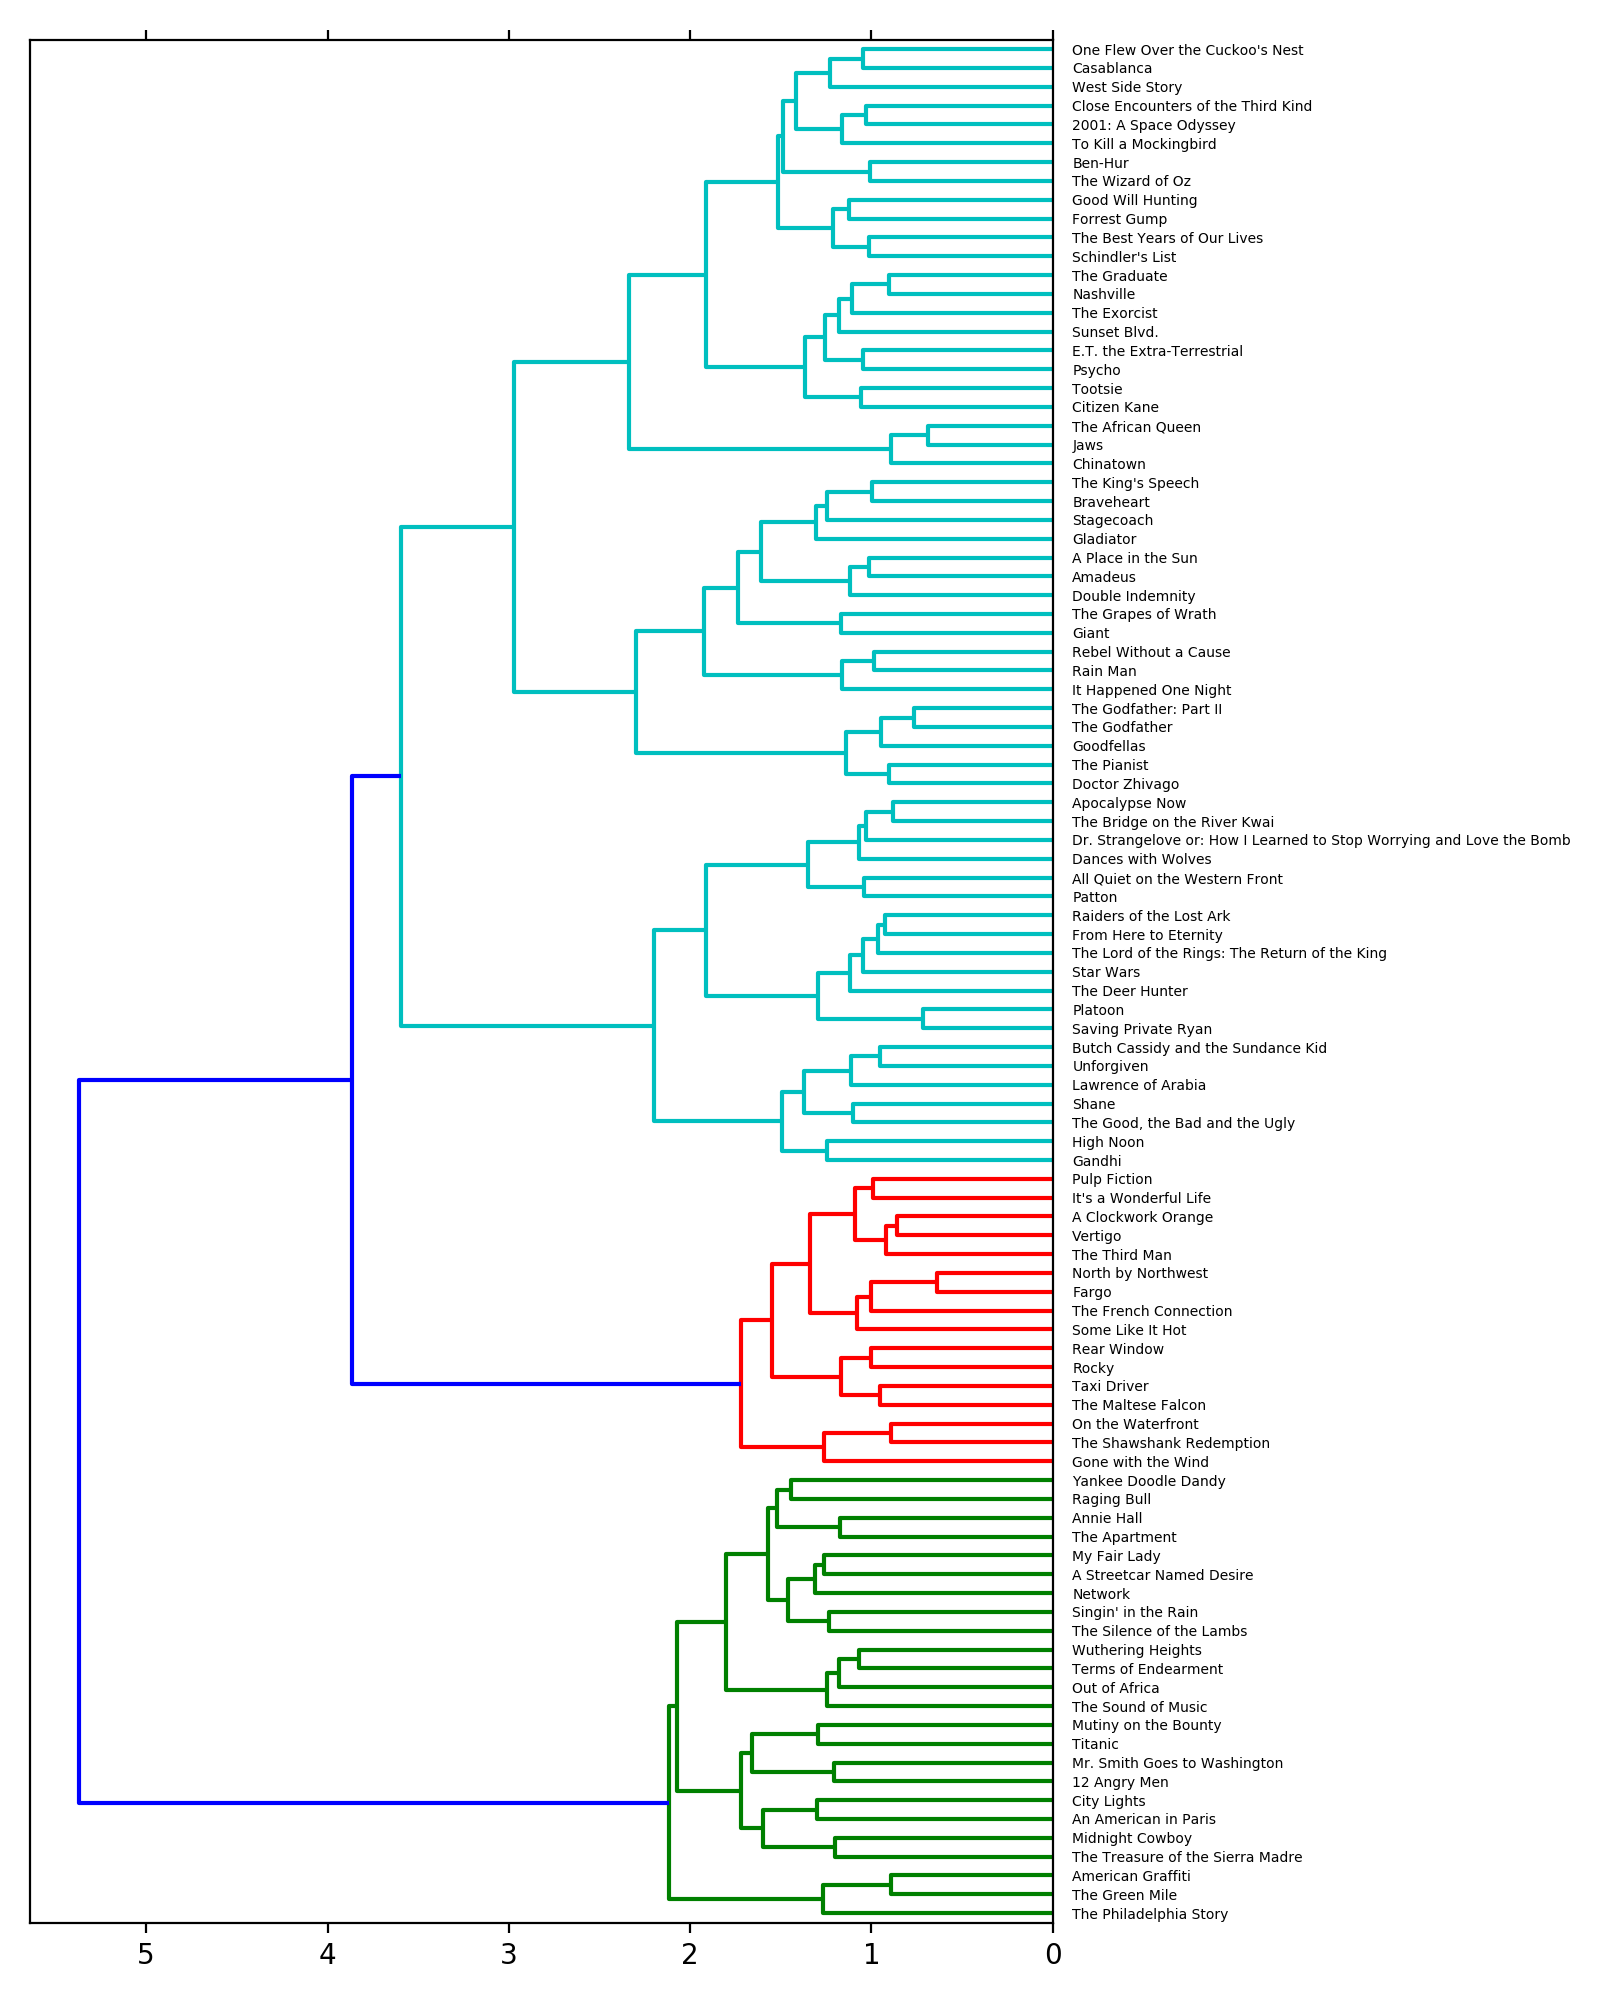 One Flew Over the Cuckoo's Nest
Casablanca
West Side Story
Close Encounters of the Third Kind
2001: A Space Odyssey
To Kill a Mockingbird
Ben-Hur
The Wizard of Oz
Good Will Hunting
Forrest Gump
The Best Years of Our Lives
Schindler's List
The Graduate
Nashville
The Exorcist
Sunset Blvd.
E.T. the Extra-Terrestrial
Psycho
Tootsie
Citizen Kane
The African Queen
Jaws
Chinatown
The King's Speech
Braveheart
Stagecoach
Gladiator
A Place in the Sun
Amadeus
Double Indemnity
The Grapes of Wrath
Giant
Rebel Without a Cause
Rain Man
It Happened One Night
The Godfather: Part II
The Godfather
Goodfellas
The Pianist
Doctor Zhivago
Apocalypse Now
The Bridge on the River Kwai
Dr. Strangelove or: How I Learned to Stop Worrying and Love the Bomb
Dances with Wolves
All Quiet on the Western Front
Patton
Raiders of the Lost Ark
From Here to Eternity
The Lord of the Rings: The Return of the King
Star Wars
The Deer Hunter
Platoon
Saving Private Ryan
Butch Cassidy and the Sundance Kid
Unforgiven
Lawrence of Arabia
Shane
The Good, the Bad and the Ugly
High Noon
Gandhi
Pulp Fiction
It's a Wonderful Life
A Clockwork Orange
Vertigo
The Third Man
North by Northwest
Fargo
The French Connection
Some Like It Hot
Rear Window
Rocky
Taxi Driver
The Maltese Falcon
On the Waterfront
The Shawshank Redemption
Gone with the Wind
Yankee Doodle Dandy
Raging Bull
Annie Hall
The Apartment
My Fair Lady
A Streetcar Named Desire
Network
Singin' in the Rain
The Silence of the Lambs
Wuthering Heights
Terms of Endearment
Out of Africa
The Sound of Music
Mutiny on the Bounty
Titanic
Mr. Smith Goes to Washington
12 Angry Men
City Lights
An American in Paris
Midnight Cowboy
The Treasure of the Sierra Madre
American Graffiti
The Green Mile
The Philadelphia Story
5 4 3 2 1 0